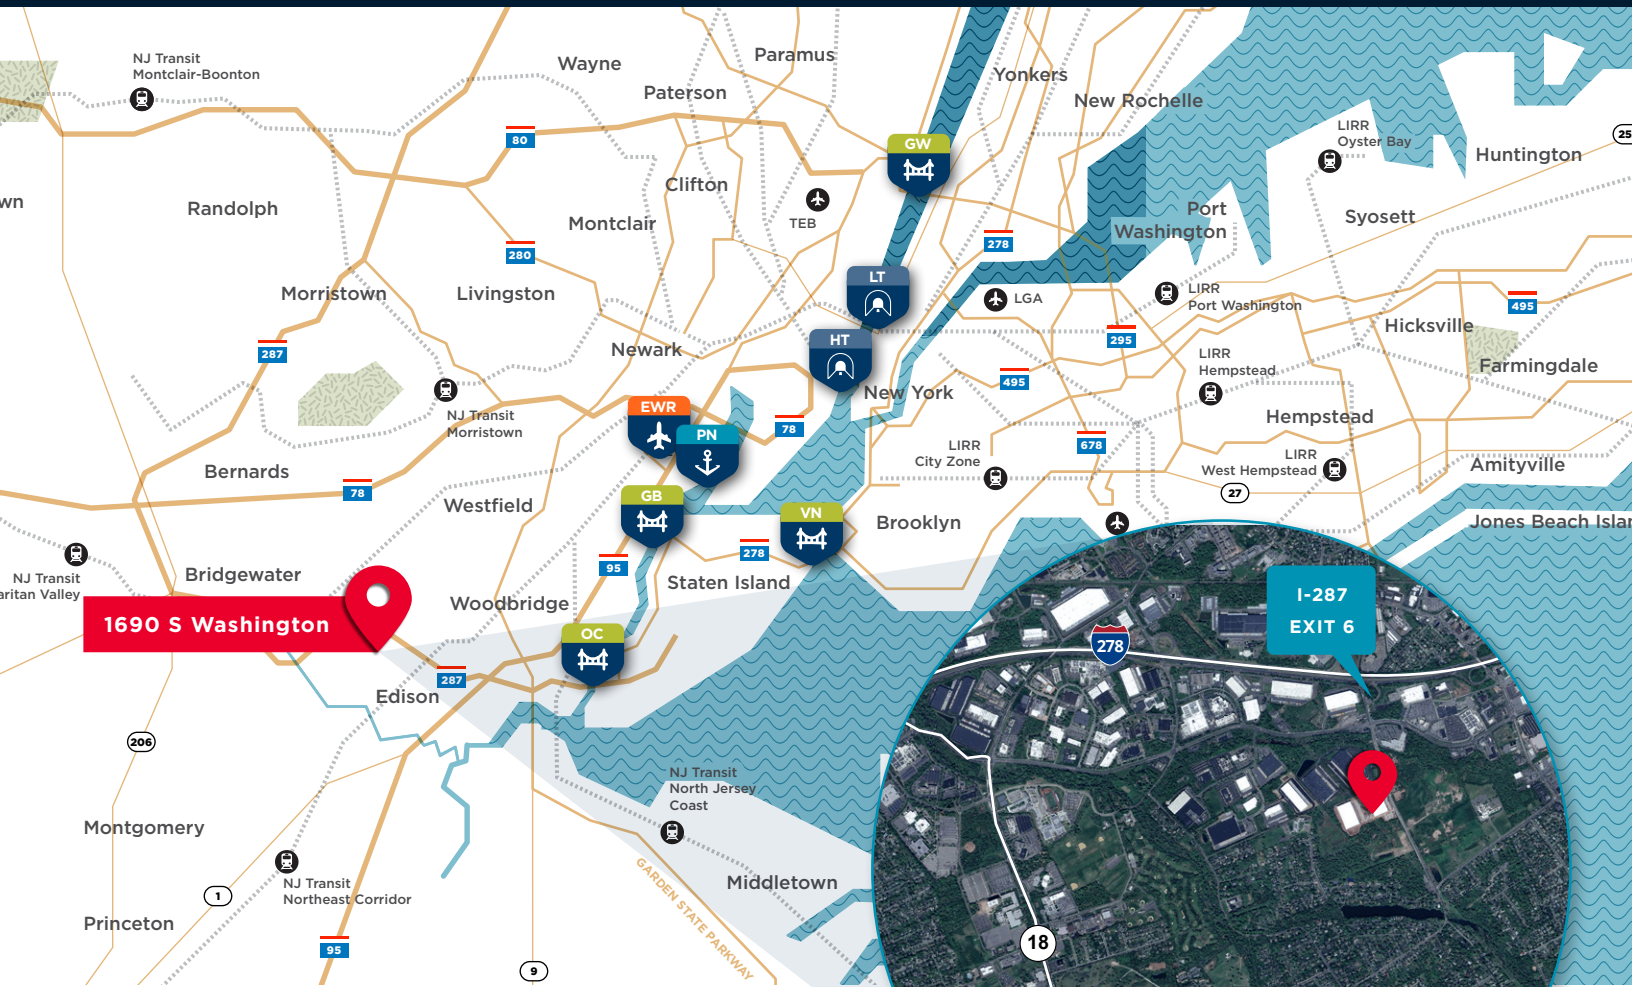 NJ Transit
Montclair-Boonton
Wayne
Paramus
Paterson
Yonkers
New Rochelle
LIRR
Oyster Bay
25
Huntington
80
GW
Clifton
TEB
wn
Randolph
Montclair
Port
Washington
Syosett
278
280
LT
Morristown
Livingston
LGA
LIRR
Port Washington
495
Hicksville
295
HT
287
Newark
LIRR
Hempstead
Farmingdale
New York
495
EWR
NJ Transit
Morristown
78
PN
Hempstead
678
LIRR
City Zone
LIRR
West Hempstead
Amityville
Bernards
78
27
Westfield
GB
VN
Brooklyn
Jones Beach Islan
278
95
NJ Transit
aritan Valley
Bridgewater
Staten Island
Woodbridge
1690 S Washington
OC
I-287
EXIT 6
278
287
Edison
206
NJ Transit
North Jersey
Coast
Montgomery
NJ Transit
Northeast Corridor
1
Middletown
GARDEN STATE PARKWAY
Princeton
95
18
9